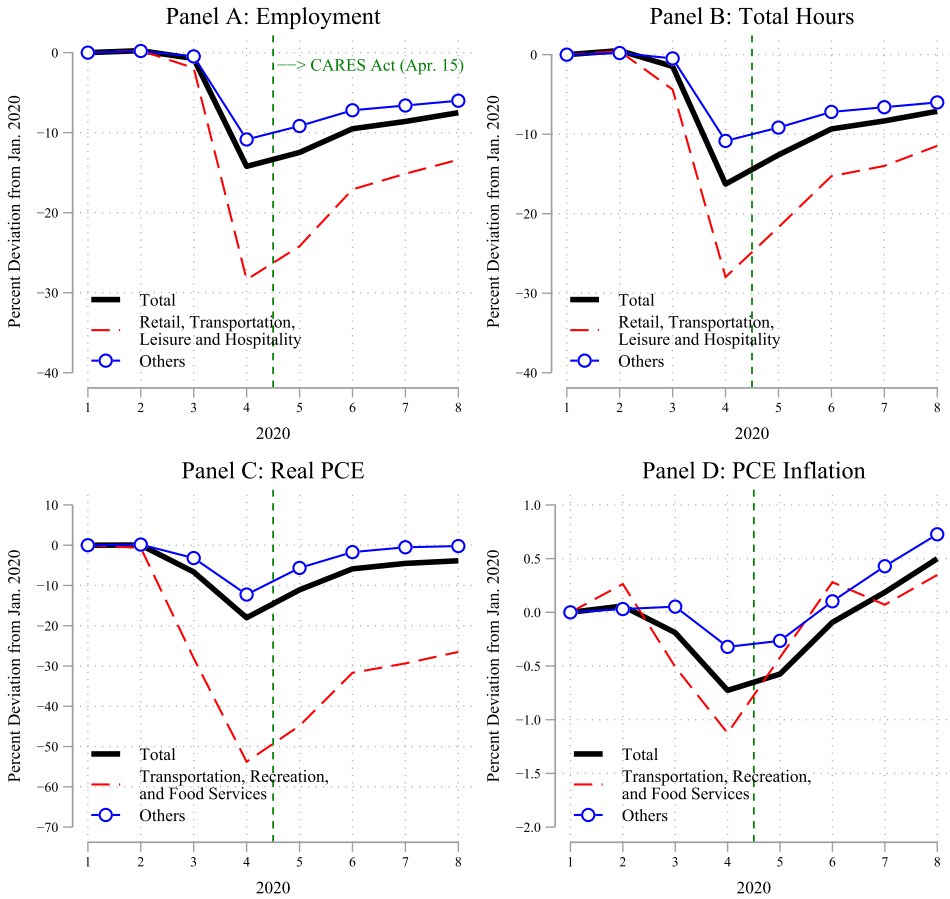 Panel A: Employment
Percent Deviation from Jan. 2020
0
−10
−20
−30
−40
−−> CARES Act (Apr. 15)
Total
Retail, Transportation,
Leisure and Hospitality
Others
1 2 3 4 5 6 7 8
2020
Panel B: Total Hours
Percent Deviation from Jan. 2020
0
−10
−20
−30
−40
Total
Retail, Transportation,
Leisure and Hospitality
Others
1 2 3 4 5 6 7 8
2020
Panel C: Real PCE
Percent Deviation from Jan. 2020
10
0
−10
−20
−30
−40
−50
−60
−70
Total
Transportation, Recreation,
and Food Services
Others
1 2 3 4 5 6 7 8
2020
Panel D: PCE Inflation
Percent Deviation from Jan. 2020
1.0
0.5
0.0
−0.5
−1.0
−1.5
−2.0
Total
Transportation, Recreation,
and Food Services
Others
1 2 3 4 5 6 7 8
2020